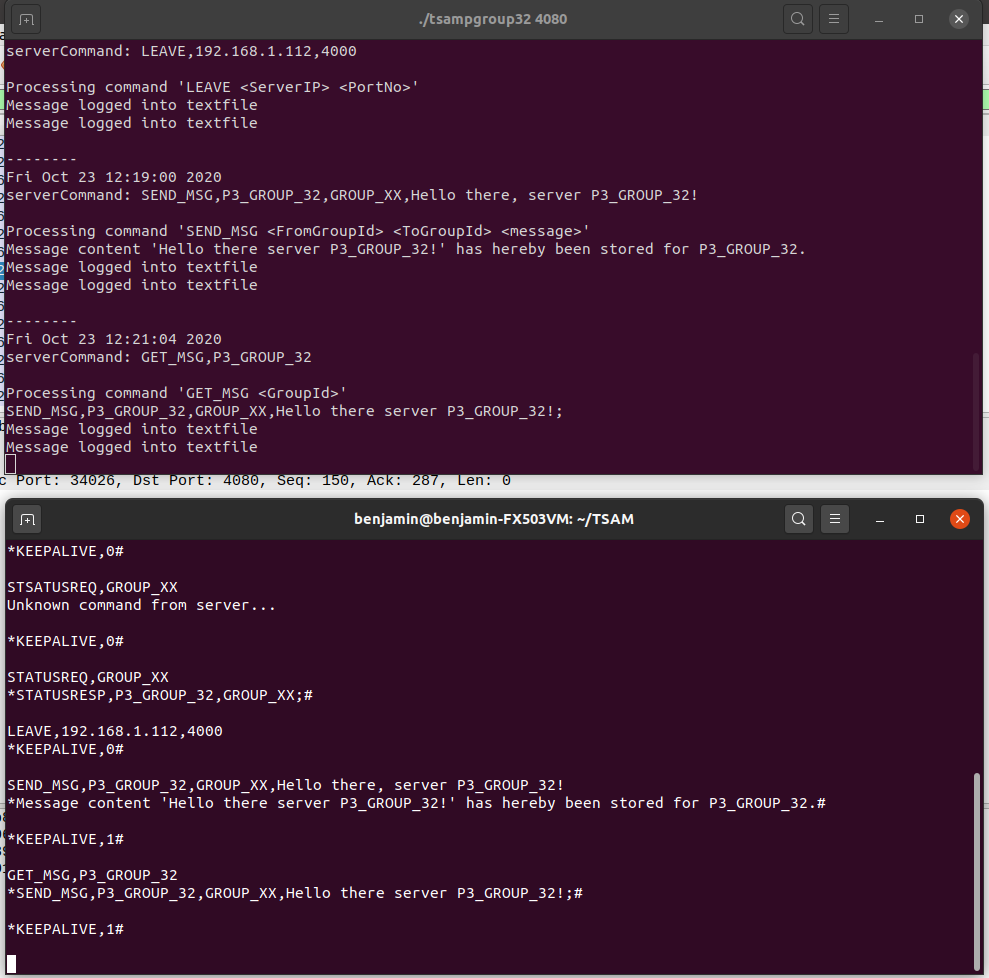 ./tsampgroup32 4080
serverCommand: LEAVE,192.168.1.112,4000
Processing command 'LEAVE <ServerIP> <PortNo>'
Message logged into textfile
Message logged into textfile
--------
Fri Oct 23 12:19:00 2020
serverCommand: SEND_MSG,P3_GROUP_32,GROUP_XX,Hello there, server P3_GROUP_32!
Processing command 'SEND_MSG <FromGroupId> <ToGroupId> <message>'
Message content 'Hello there server P3_GROUP_32!' has hereby been stored for P3_GROUP_32.
Message logged into textfile
Message logged into textfile
--------
Fri Oct 23 12:21:04 2020
serverCommand: GET_MSG,P3_GROUP_32
Processing command 'GET_MSG <GroupId>'
SEND_MSG,P3_GROUP_32,GROUP_XX,Hello there server P3_GROUP_32!;
Message logged into textfile
Message logged into textfile
c Port: 34026, Dst Port: 4080, Seq: 150, Ack: 287, Len: 0
benjamin@benjamin-FX503VM: ~/TSAM
*KEEPALIVE,0#
STSATUSREQ,GROUP_XX
Unknown command from server...
*KEEPALIVE,0#
STATUSREQ,GROUP_XX
*STATUSRESP,P3_GROUP_32,GROUP_XX;#
LEAVE,192.168.1.112,4000
*KEEPALIVE,0#
SEND_MSG,P3_GROUP_32,GROUP_XX,Hello there, server P3_GROUP_32!
*Message content 'Hello there server P3_GROUP_32!' has hereby been stored for P3_GROUP_32.#
*KEEPALIVE,1#
GET_MSG,P3_GROUP_32
*SEND_MSG,P3_GROUP_32,GROUP_XX,Hello there server P3_GROUP_32!;#
*KEEPALIVE,1#